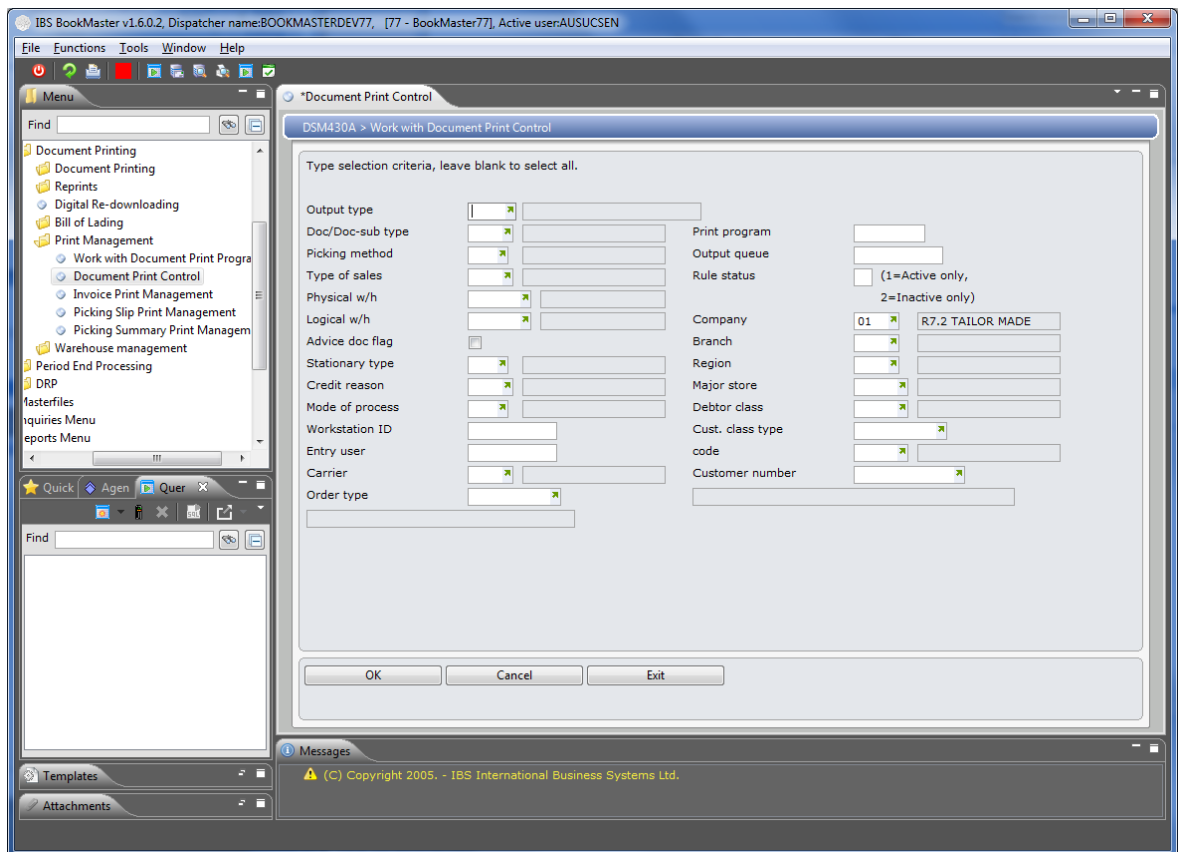 IBS BookMaster v1.6.0.2, Dispatcher name:BOOKMASTERDEV77, [77 - BookMaster77], Active user:AUSUCSEN
File Functions Tools Window Help
Menu
Find
Document Printing
Document Printing
Reprints
Digital Re-downloading
Bill of Lading
Print Management
Work with Document Print Progra
Document Print Control
Invoice Print Management
Picking Slip Print Management
Picking Summary Print Managem
Warehouse management
Period End Processing
DRP
Masterfiles
nquiries Menu
eports Menu
Quick Agen Quer
Find
Templates
Attachments
*Document Print Control
DSM430A > Work with Document Print Control
Type selection criteria, leave blank to select all.
Output type
Doc/Doc-sub type Print program
Picking method Output queue
Type of sales Rule status (1=Active only,
Physical w/h 2=Inactive only)
Logical w/h Company 01 R7.2 TAILOR MADE
Advice doc flag Branch
Stationary type Region
Credit reason Major store
Mode of process Debtor class
Workstation ID Cust. class type
Entry user code
Carrier Customer number
Order type
OK Cancel Exit
Messages
(C) Copyright 2005. - IBS International Business Systems Ltd.